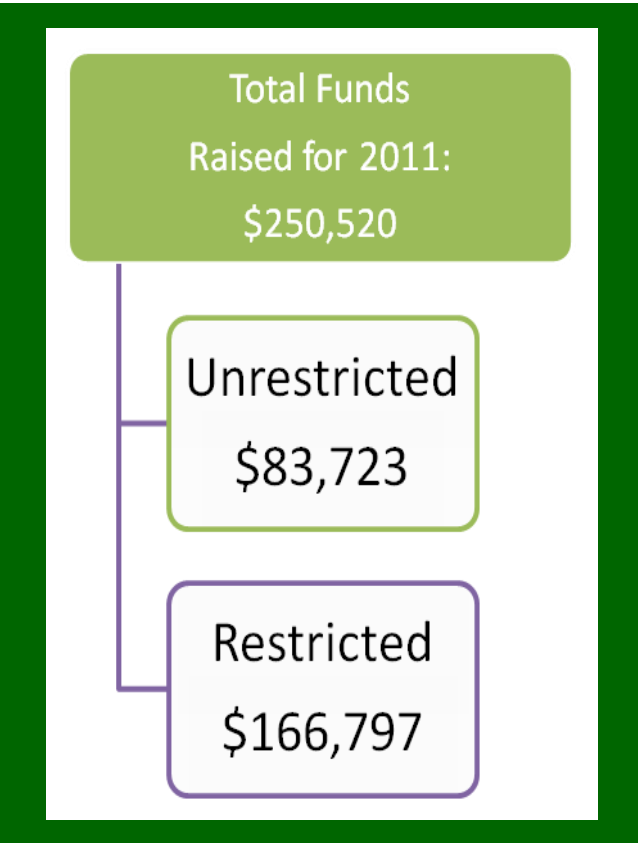 Total Funds
Raised for 2011:
$250,520
Unrestricted
$83,723
Restricted
$166,797